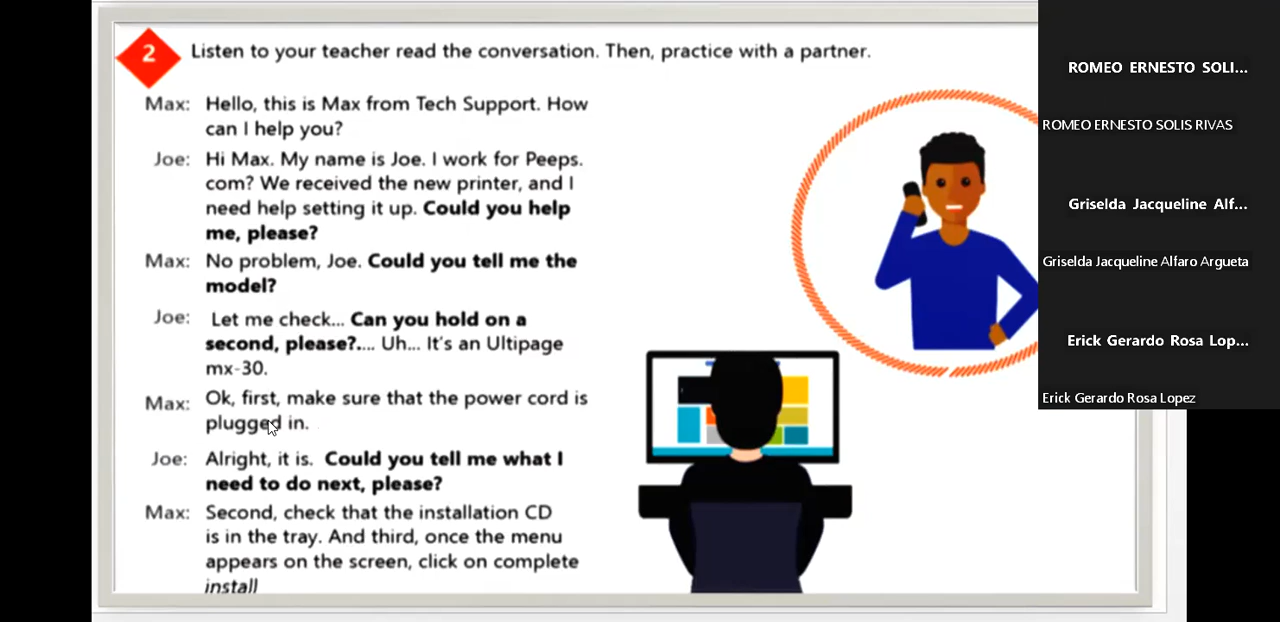 2
Listen to your teacher read the conversation. Then, practice with a partner.
Max: Hello, this is Max from Tech Support. How
can I help you?
Joe: Hi Max. My name is Joe. I work for Peeps.
com? We received the new printer, and I
need help setting it up. Could you help
me, please?
Max: No problem, Joe. Could you tell me the
model?
Joe: Let me check... Can you hold on a
second, please?.... Uh... It's an Ultipage
mx-30.
Max: Ok, first, make sure that the power cord is
plugged in.
Joe: Alright, it is. Could you tell me what I
need to do next, please?
Max: Second, check that the installation CD
is in the tray. And third, once the menu
appears on the screen, click on complete
install
ROMEO ERNESTO SOLI...
ROMEO ERNESTO SOLIS RIVAS
Griselda Jacqueline Alf...
Griselda Jacqueline Alfaro Argueta
Erick Gerardo Rosa Lop...
Erick Gerardo Rosa Lopez